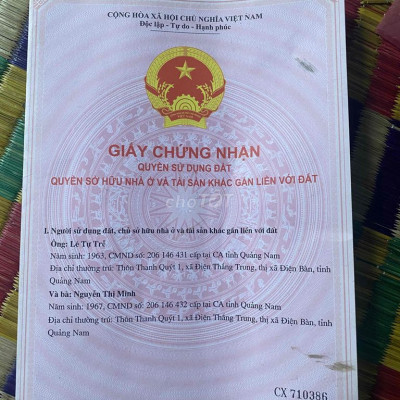 CỘNG HÒA XÃ HỘI CHỦ NGHĨA VIỆT NAM
Độc lập - Tự do - Hạnh phúc
GIẤY CHỨNG NHẬN
QUYỀN SỬ DỤNG ĐẤT
QUYỀN SỞ HỮU NHÀ Ở VÀ TÀI SẢN KHÁC GẮN LIỀN VỚI ĐẤT
I. Người sử dụng đất, chủ sở hữu nhà ở và tài sản khác gắn liền với đất
Ông: Lê Tự Trễ
Năm sinh: 1963, CMND số: 206 146 431 cấp tại CA tỉnh Quảng Nam
Địa chỉ thường trú: Thôn Thanh Quýt 1, xã Điện Thắng Trung, thị xã Điện Bàn, tỉnh
Quảng Nam
Và bà: Nguyễn Thị Minh
Năm sinh: 1967, CMND số: 206 146 432 cấp tại CA tỉnh Quảng Nam
Địa chỉ thường trú: Thôn Thanh Quýt 1, xã Điện Thắng Trung, thị xã Điện Bàn, tỉnh
Quảng Nam
CX 710386